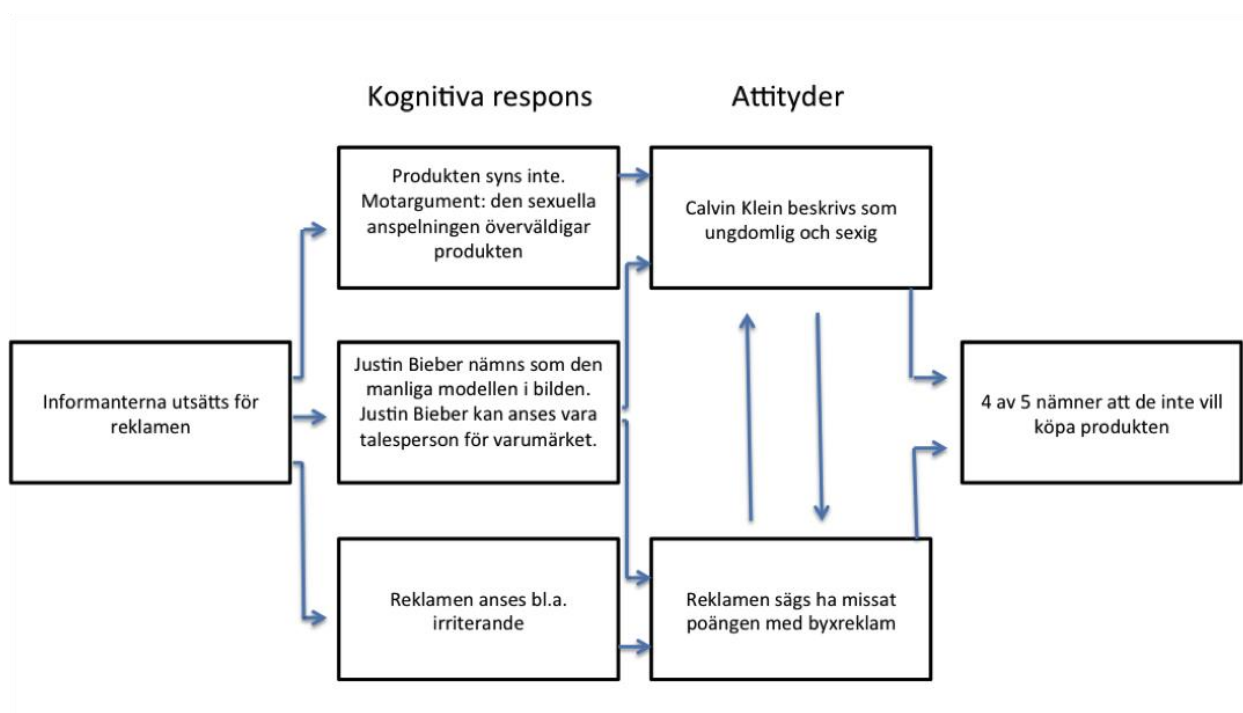 Kognitiva respons
Attityder
Produkten syns inte.
Motargument: den sexuella
anspelningen överväldigar
produkten
Calvin Klein beskrivs som
ungdomlig och sexig
Informanterna utsätts för
reklamen
Justin Bieber nämns som den
manliga modellen i bilden.
Justin Bieber kan anses vara
talesperson för varumärket.
4 av 5 nämner att de inte vill
köpa produkten
Reklamen anses bl.a.
irriterande
Reklamen sägs ha missat
poängen med byxreklam